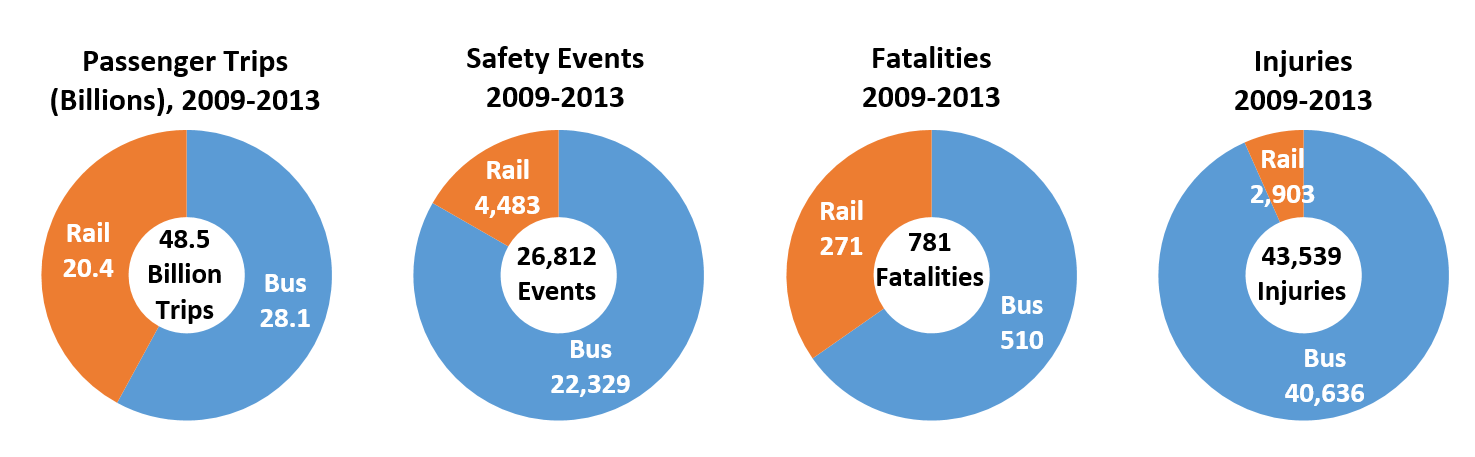 Passenger Trips
(Billions), 2009-2013
Rail
20.4
48.5
Billion
Trips
Bus
28.1
Safety Events
2009-2013
Rail
4,483
26,812
Events
Bus
22,329
Fatalities
2009-2013
Rail
271
781
Fatalities
Bus
510
Injuries
2009-2013
Rail
2,903
43,539
Injuries
Bus
40,636